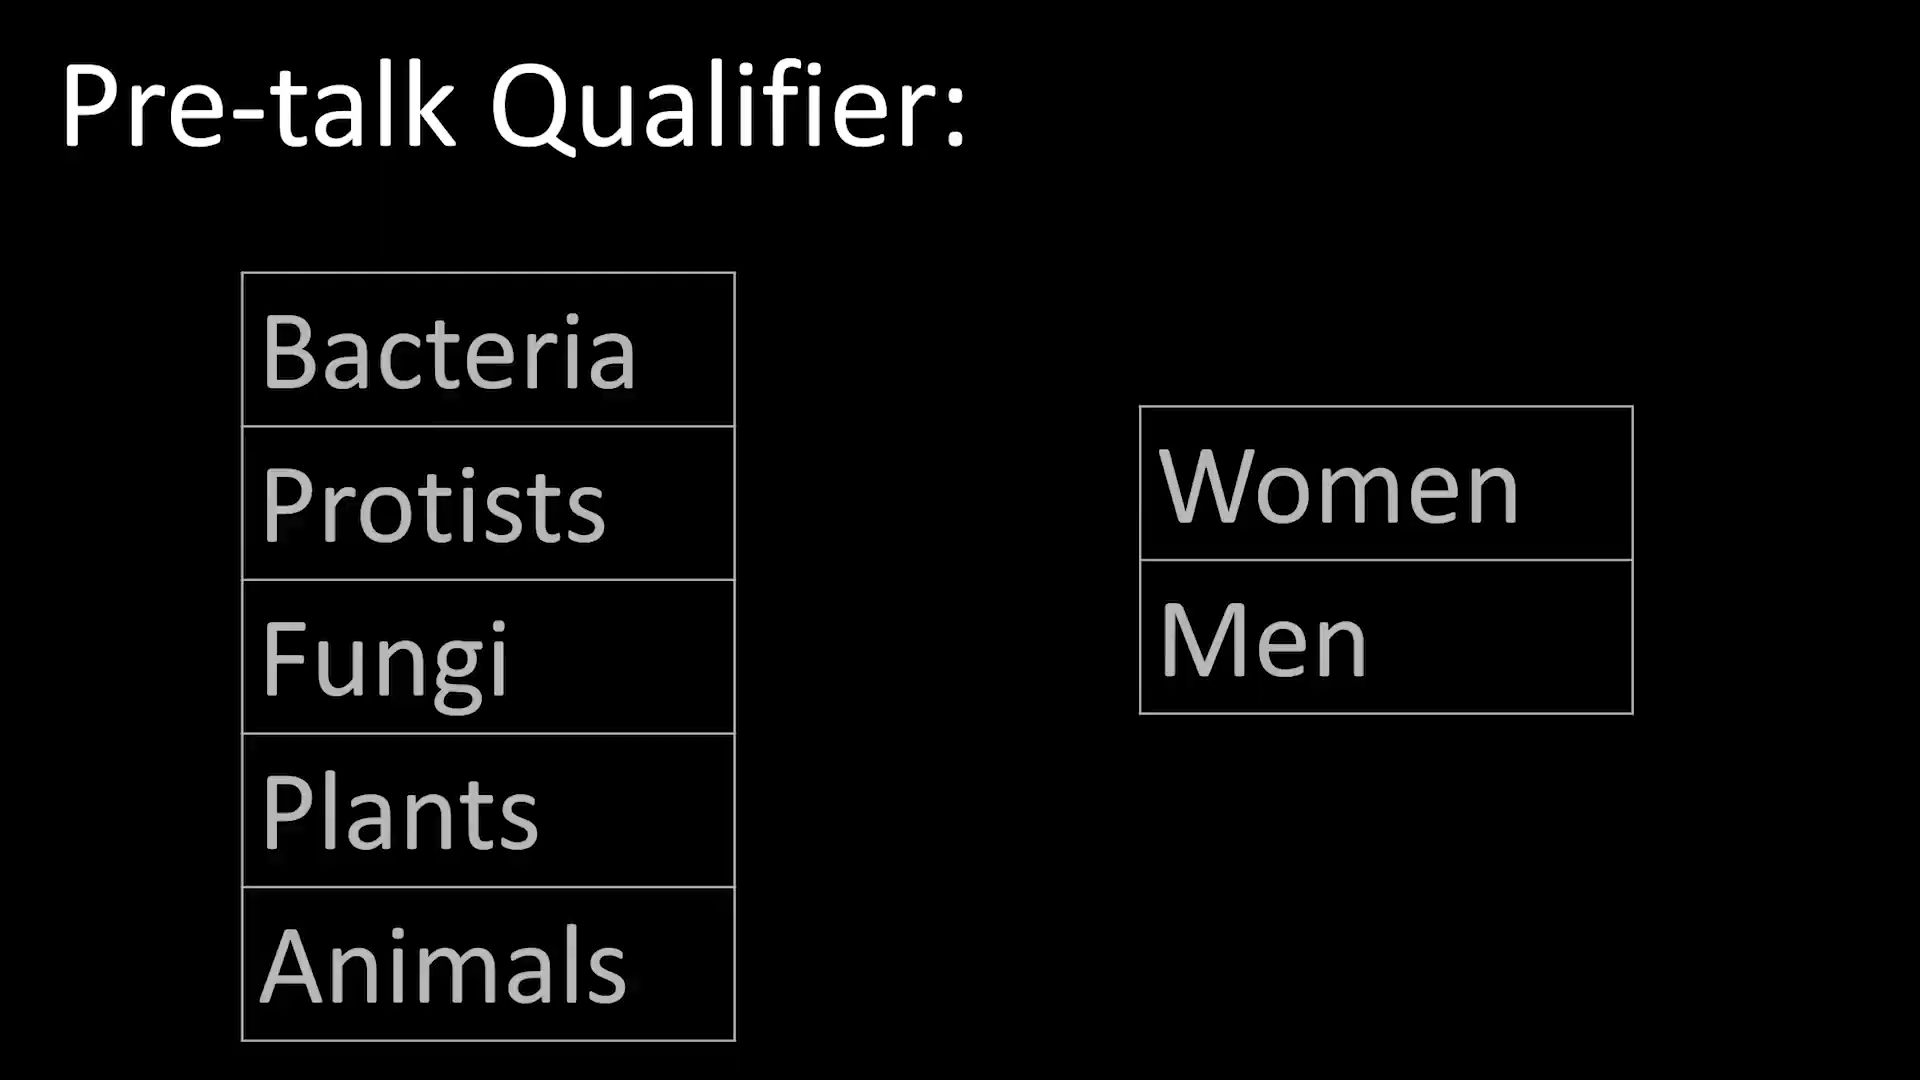 Pre-talk Qualifier:
Bacteria
Protists
Fungi
Plants
Animals
Women
Men